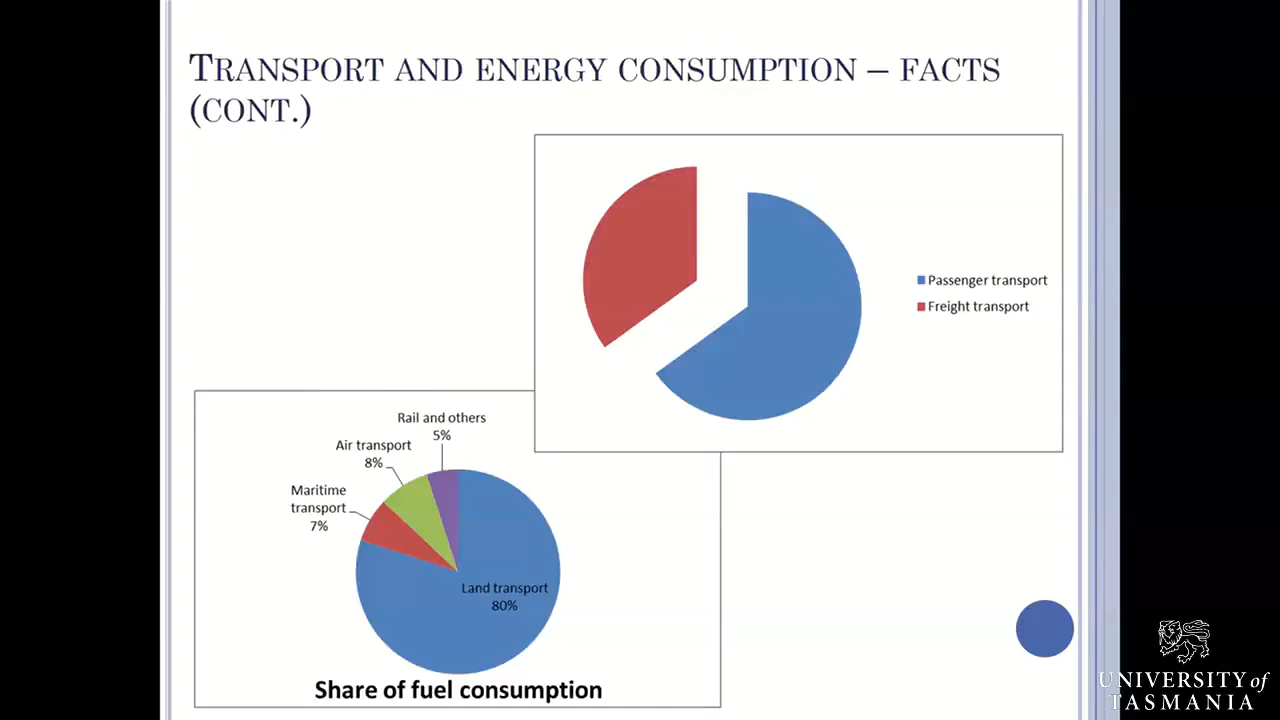 TRANSPORT AND ENERGY CONSUMPTION – FACTS
(CONT.)
Passenger transport
Freight transport
Rail and others
5%
Air transport
8%
Maritime
transport
7%
Land transport
80%
Share of fuel consumption
UNIVERSITY of
TASMANIA